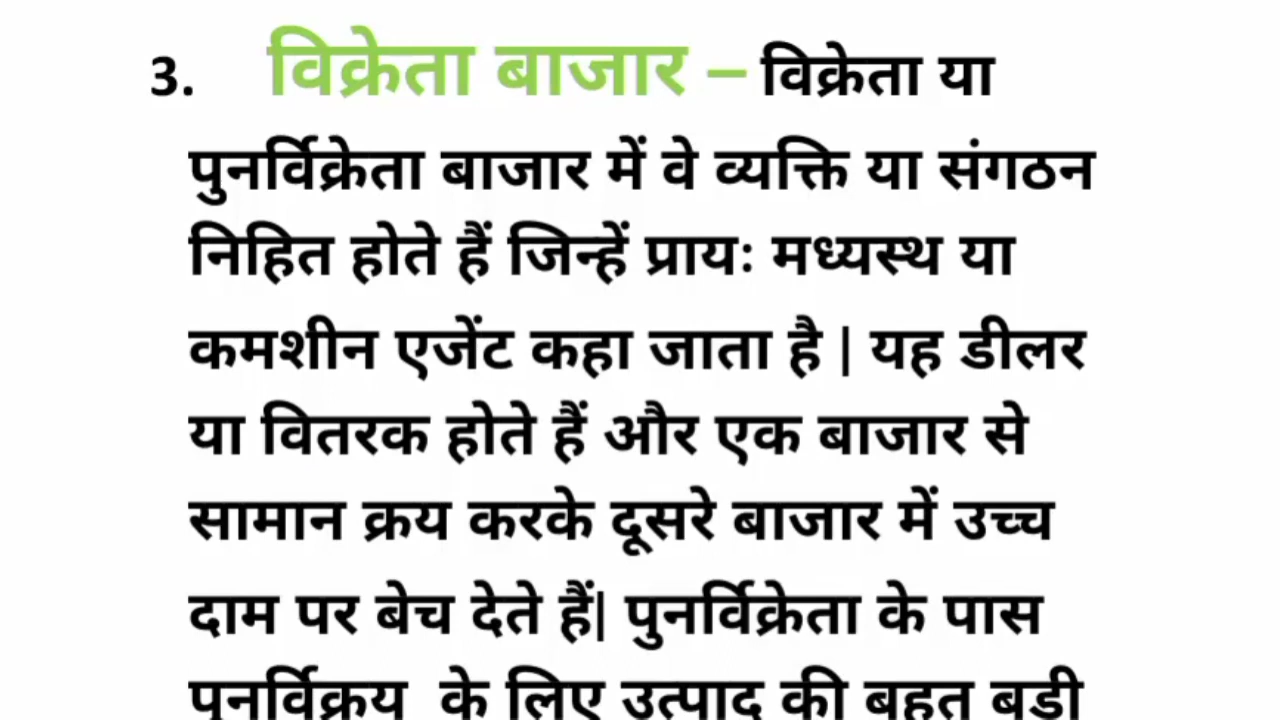 3. विक्रेता बाजार – विक्रेता या
पुनर्विक्रेता बाजार में वे व्यक्ति या संगठन
निहित होते हैं जिन्हें प्रायः मध्यस्थ या
कमशीन एजेंट कहा जाता है | यह डीलर
या वितरक होते हैं और एक बाजार से
सामान क्रय करके दूसरे बाजार में उच्च
दाम पर बेच देते हैं| पुनर्विक्रेता के पास
पुनर्विक्रय के लिए उत्पाद की बहुत बड़ी